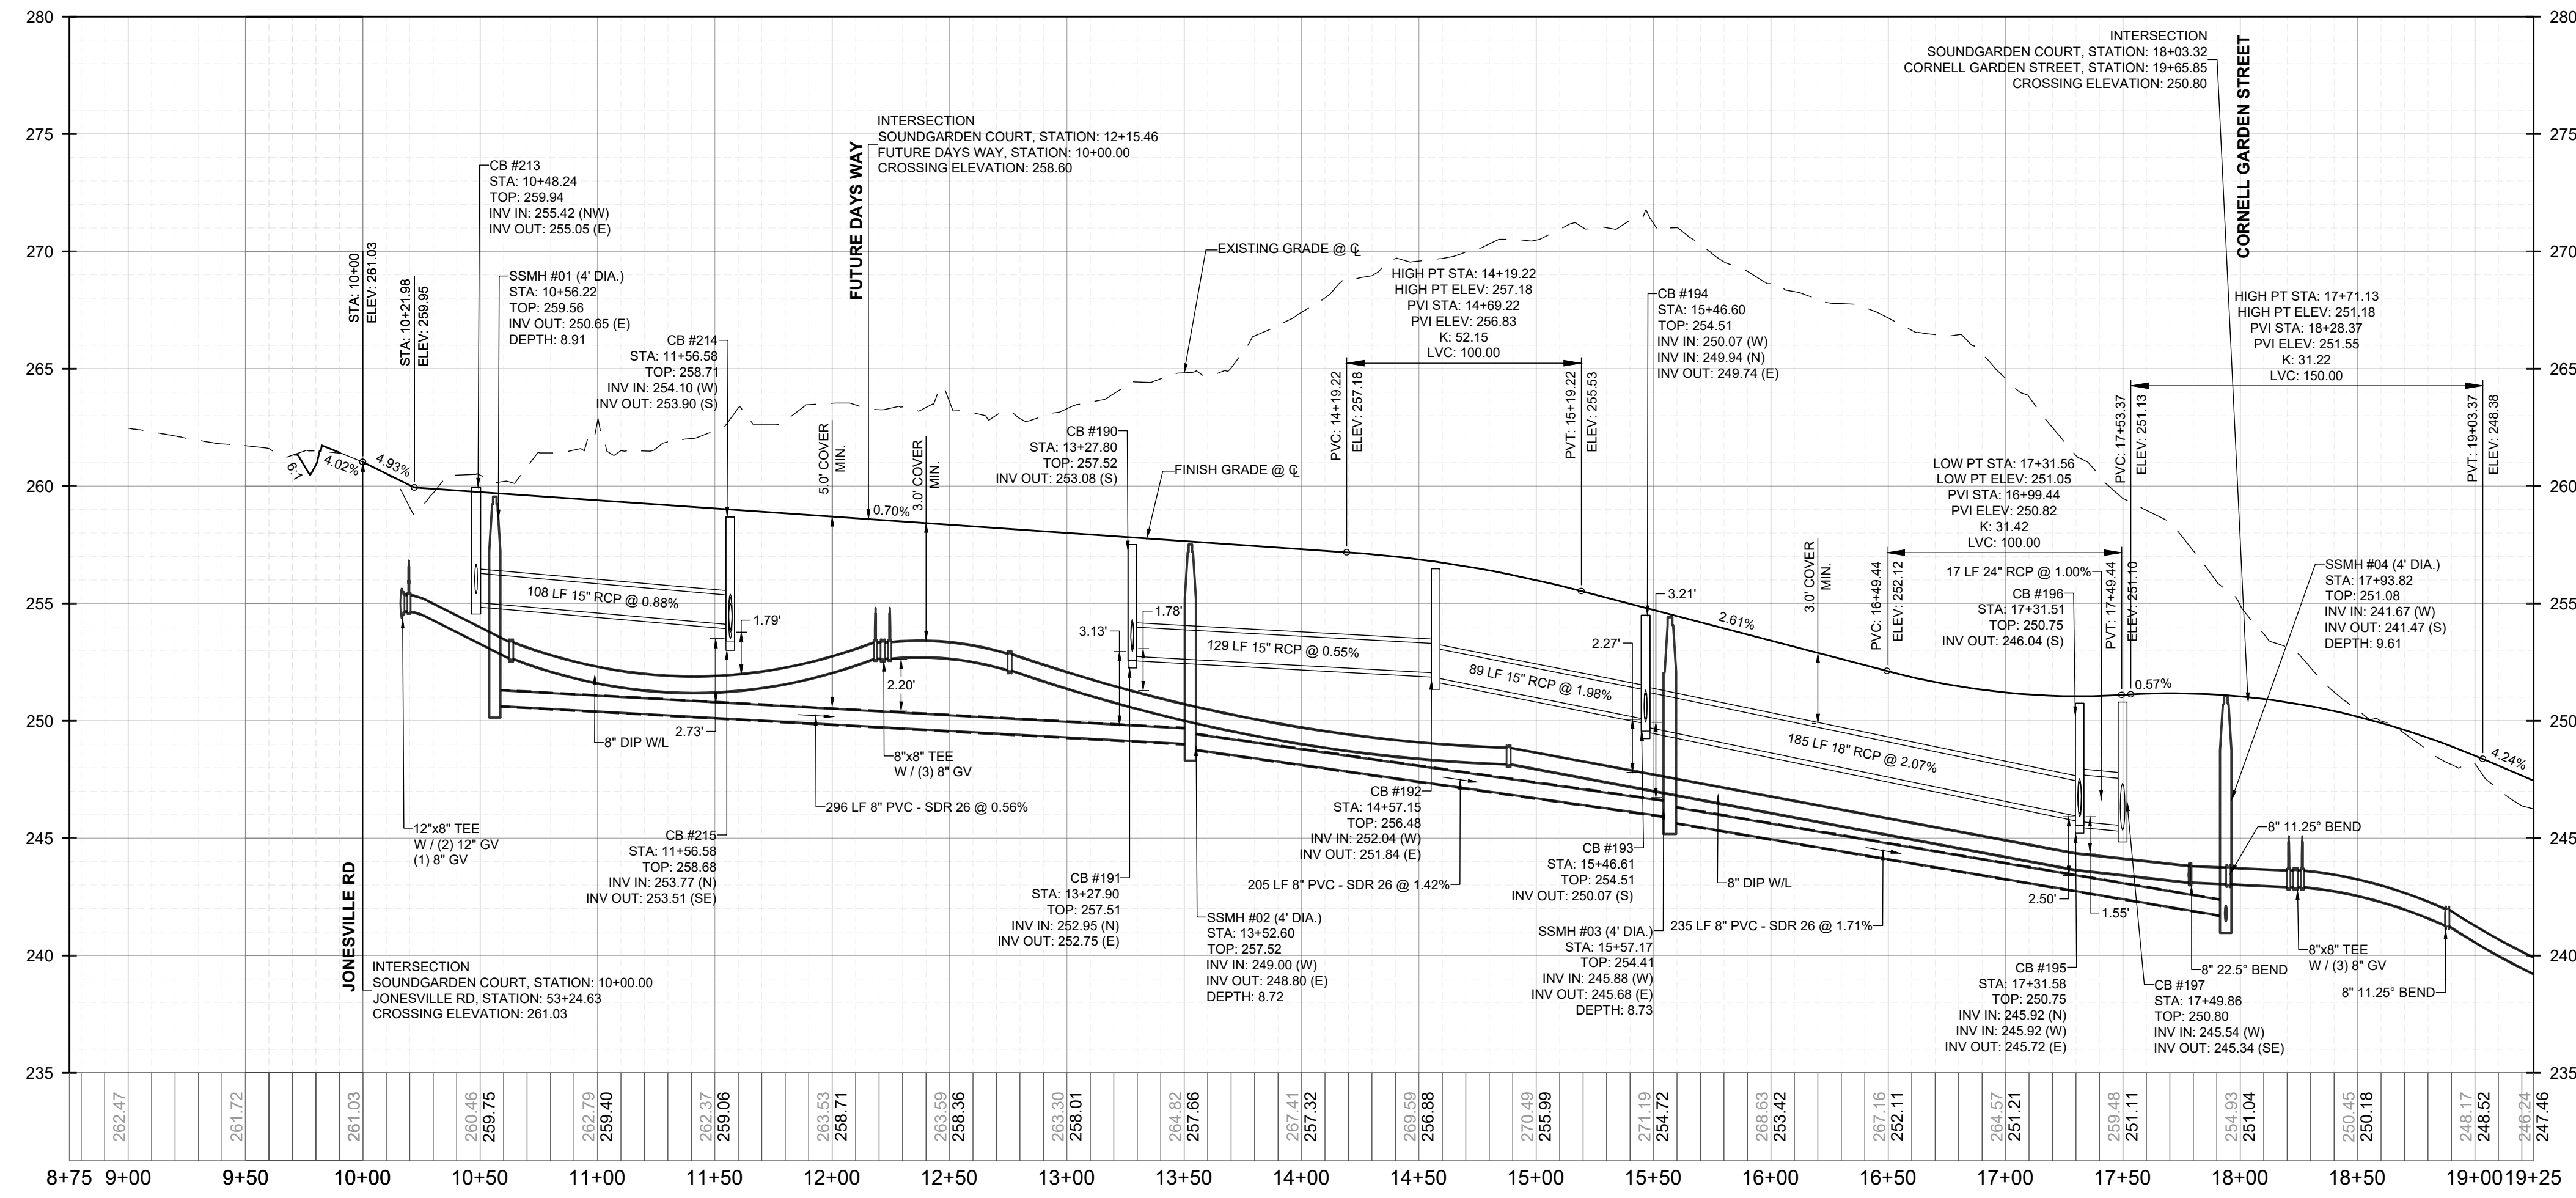 280
275
270
265
260
255
250
245
240
235
280
275
270
265
260
255
250
245
240
235
INTERSECTION
SOUNDGARDEN COURT, STATION: 18+03.32
CORNELL GARDEN STREET, STATION: 19+65.85
CROSSING ELEVATION: 250.80
CORNELL GARDEN STREET
INTERSECTION
SOUNDGARDEN COURT, STATION: 12+15.46
FUTURE DAYS WAY, STATION: 10+00.00
CROSSING ELEVATION: 258.60
FUTURE DAYS WAY
CB #213
STA: 10+48.24
TOP: 259.94
INV IN: 255.42 (NW)
INV OUT: 255.05 (E)
STA: 10+00
ELEV: 261.03
STA: 10+21.98
ELEV: 259.95
SSMH #01 (4' DIA.)
STA: 10+56.22
TOP: 259.56
INV OUT: 250.65 (E)
DEPTH: 8.91
CB #214
STA: 11+56.58
TOP: 258.71
INV IN: 254.10 (W)
INV OUT: 253.90 (S)
EXISTING GRADE @ ℄
HIGH PT STA: 14+19.22
HIGH PT ELEV: 257.18
PVI STA: 14+69.22
PVI ELEV: 256.83
K: 52.15
LVC: 100.00
PVC: 14+19.22
ELEV: 257.18
PVT: 15+19.22
ELEV: 255.53
CB #194
STA: 15+46.60
TOP: 254.51
INV IN: 250.07 (W)
INV IN: 249.94 (N)
INV OUT: 249.74 (E)
HIGH PT STA: 17+71.13
HIGH PT ELEV: 251.18
PVI STA: 18+28.37
PVI ELEV: 251.55
K: 31.22
LVC: 150.00
PVC: 17+53.37
ELEV: 251.13
PVT: 19+03.37
ELEV: 248.38
5.0' COVER
MIN.
3.0' COVER
MIN.
CB #190
STA: 13+27.80
TOP: 257.52
INV OUT: 253.08 (S)
FINISH GRADE @ ℄
LOW PT STA: 17+31.56
LOW PT ELEV: 251.05
PVI STA: 16+99.44
PVI ELEV: 250.82
K: 31.42
LVC: 100.00
PVC: 16+49.44
ELEV: 252.12
PVT: 17+49.44
ELEV: 251.10
3.0' COVER
MIN.
17 LF 24" RCP @ 1.00%
CB #196
STA: 17+31.51
TOP: 250.75
INV OUT: 246.04 (S)
SSMH #04 (4' DIA.)
STA: 17+93.82
TOP: 251.08
INV IN: 241.67 (W)
INV OUT: 241.47 (S)
DEPTH: 9.61
6:1
4.02%
4.93%
0.70%
2.61%
0.57%
4.24%
108 LF 15" RCP @ 0.88%
1.79'
2.73'
2.20'
3.13'
1.78'
129 LF 15" RCP @ 0.55%
89 LF 15" RCP @ 1.98%
2.27'
3.21'
185 LF 18" RCP @ 2.07%
2.50'
1.55'
8" DIP W/L
8"x8" TEE
W / (3) 8" GV
296 LF 8" PVC - SDR 26 @ 0.56%
12"x8" TEE
W / (2) 12" GV
(1) 8" GV
CB #215
STA: 11+56.58
TOP: 258.68
INV IN: 253.77 (N)
INV OUT: 253.51 (SE)
CB #191
STA: 13+27.90
TOP: 257.51
INV IN: 252.95 (N)
INV OUT: 252.75 (E)
SSMH #02 (4' DIA.)
STA: 13+52.60
TOP: 257.52
INV IN: 249.00 (W)
INV OUT: 248.80 (E)
DEPTH: 8.72
CB #192
STA: 14+57.15
TOP: 256.48
INV IN: 252.04 (W)
INV OUT: 251.84 (E)
205 LF 8" PVC - SDR 26 @ 1.42%
CB #193
STA: 15+46.61
TOP: 254.51
INV OUT: 250.07 (S)
SSMH #03 (4' DIA.)
STA: 15+57.17
TOP: 254.41
INV IN: 245.88 (W)
INV OUT: 245.68 (E)
DEPTH: 8.73
8" DIP W/L
235 LF 8" PVC - SDR 26 @ 1.71%
CB #195
STA: 17+31.58
TOP: 250.75
INV IN: 245.92 (N)
INV IN: 245.92 (W)
INV OUT: 245.72 (E)
CB #197
STA: 17+49.86
TOP: 250.80
INV IN: 245.54 (W)
INV OUT: 245.34 (SE)
8" 11.25° BEND
8" 22.5° BEND
8"x8" TEE
W / (3) 8" GV
8" 11.25° BEND
JONESVILLE RD
INTERSECTION
SOUNDGARDEN COURT, STATION: 10+00.00
JONESVILLE RD, STATION: 53+24.63
CROSSING ELEVATION: 261.03
262.47
261.72
261.03
260.46
259.75
262.79
259.40
262.37
259.06
263.53
258.71
263.59
258.36
263.30
258.01
264.82
257.66
267.41
257.32
269.59
256.88
270.49
255.99
271.19
254.72
268.63
253.42
267.16
252.11
264.57
251.21
259.48
251.11
254.93
251.04
250.45
250.18
248.17
248.52
246.24
247.46
8+75 9+00 9+50 10+00 10+50 11+00 11+50 12+00 12+50 13+00 13+50 14+00 14+50 15+00 15+50 16+00 16+50 17+00 17+50 18+00 18+50 19+00 19+25